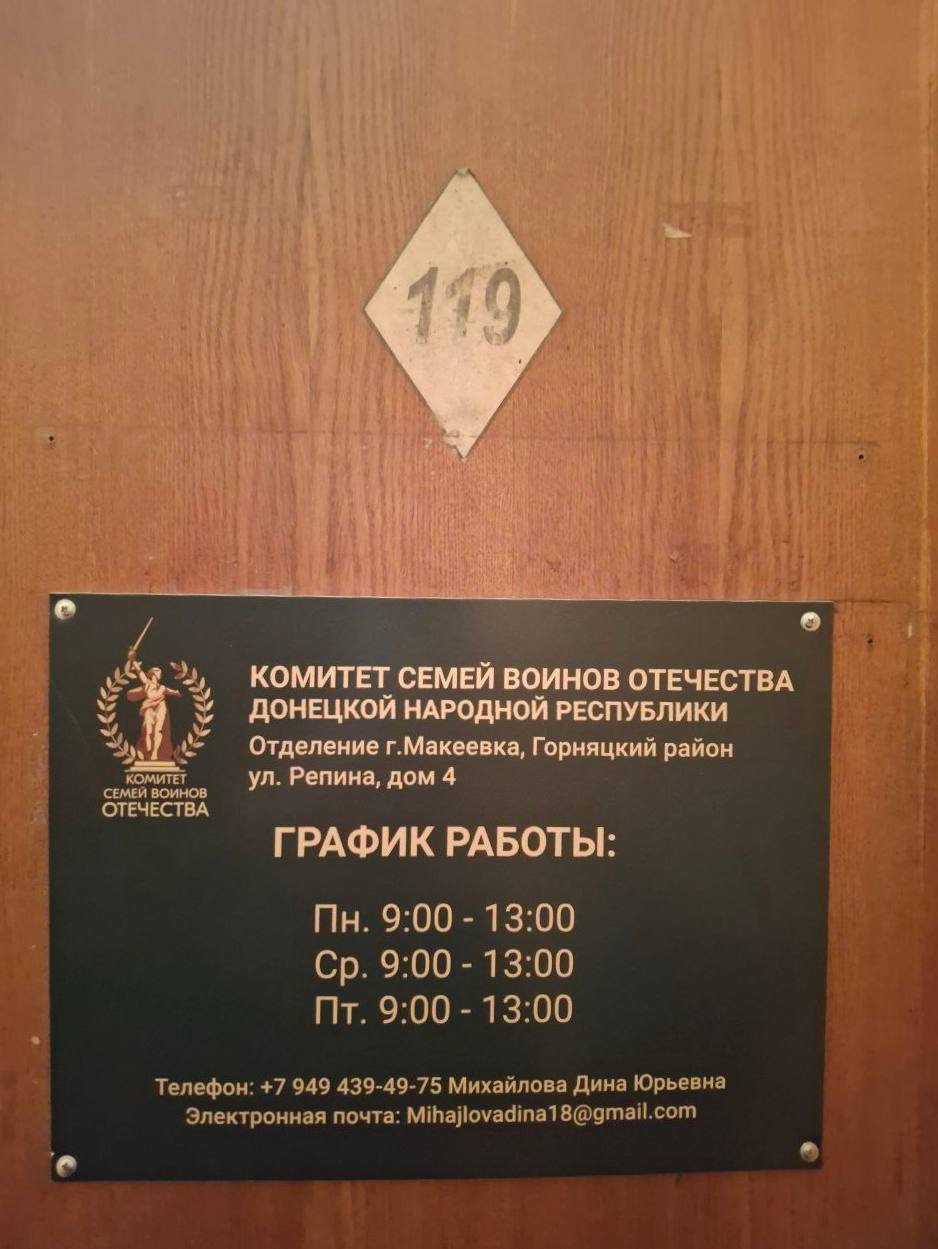 119
КОМИТЕТ СЕМЕЙ ВОИНОВ ОТЕЧЕСТВА
ДОНЕЦКОЙ НАРОДНОЙ РЕСПУБЛИКИ
Отделение г.Макеевка, Горняцкий район
ул. Репина, дом 4
КОМИТЕТ
СЕМЕЙ ВОИНОВ
ОТЕЧЕСТВА
ГРАФИК РАБОТЫ:
Пн. 9:00 - 13:00
Ср. 9:00 - 13:00
Пт. 9:00 - 13:00
Телефон: +7 949 439-49-75 Михайлова Дина Юрьевна
Электронная почта: Mihajlovadina18@gmail.com